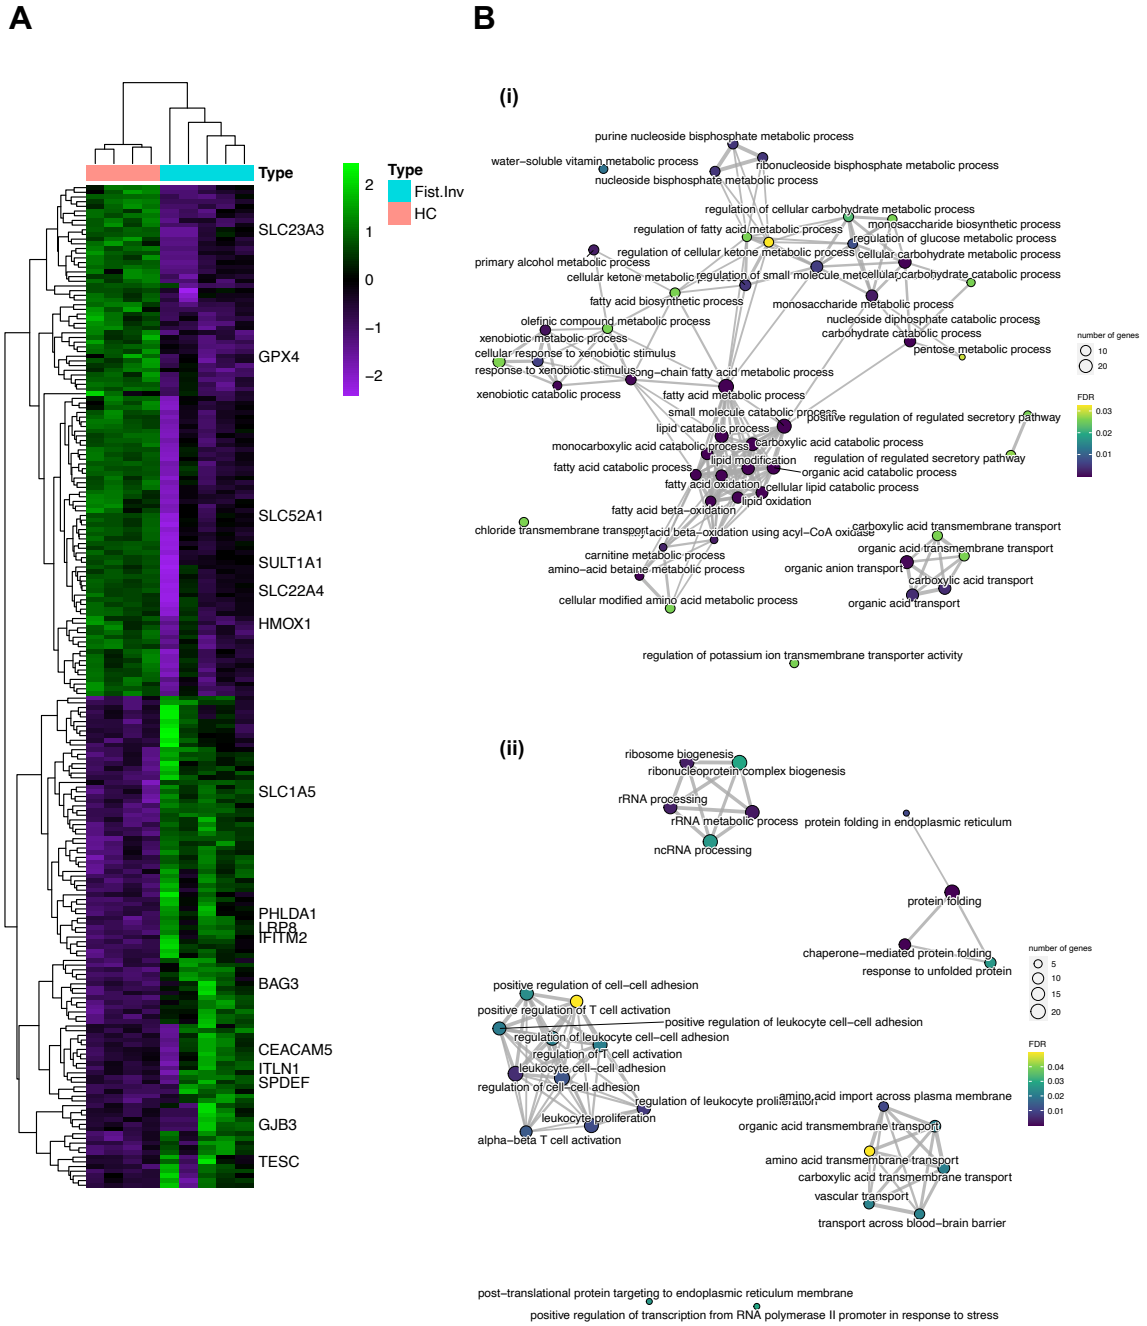 A
B
Type
2
1
0
−1
−2
Type
Fist.Inv
HC
SLC23A3
GPX4
SLC52A1
SULT1A1
SLC22A4
HMOX1
SLC1A5
PHLDA1
LRP8
IFITM2
BAG3
CEACAM5
ITLN1
SPDEF
GJB3
TESC
(i)
purine nucleoside bisphosphate metabolic process
water−soluble vitamin metabolic process
ribonucleoside bisphosphate metabolic process
nucleoside bisphosphate metabolic process
regulation of cellular carbohydrate metabolic process
monosaccharide biosynthetic process
regulation of fatty acid metabolic process
regulation of glucose metabolic process
regulation of cellular ketone metabolic process
cellular carbohydrate metabolic process
primary alcohol metabolic process
cellular ketone metabolic
regulation of small molecule met
cellular carbohydrate catabolic process
fatty acid biosynthetic process
monosaccharide metabolic process
nucleoside diphosphate catabolic process
olefinic compound metabolic process
carbohydrate catabolic process
xenobiotic metabolic process
pentose metabolic process
cellular response to xenobiotic stimulus
response to xenobiotic stimulus
ong−chain fatty acid metabolic process
xenobiotic catabolic process
fatty acid metabolic process
small molecule catabolic process
positive regulation of regulated secretory pathway
lipid catabolic process
monocarboxylic acid catabolic process
carboxylic acid catabolic process
regulation of regulated secretory pathway
lipid modification
fatty acid catabolic process
organic acid catabolic process
fatty acid oxidation
cellular lipid catabolic process
lipid oxidation
fatty acid beta−oxidation
chloride transmembrane transport
acid beta−oxidation using acyl−CoA oxidase
carboxylic acid transmembrane transport
organic acid transmembrane transport
carnitine metabolic process
organic anion transport
amino−acid betaine metabolic process
carboxylic acid transport
cellular modified amino acid metabolic process
organic acid transport
regulation of potassium ion transmembrane transporter activity
number of genes
10
20
FDR
0.03
0.02
0.01
(ii)
ribosome biogenesis
ribonucleoprotein complex biogenesis
rRNA processing
rRNA metabolic process
ncRNA processing
protein folding in endoplasmic reticulum
protein folding
chaperone−mediated protein folding
response to unfolded protein
positive regulation of cell−cell adhesion
positive regulation of T cell activation
positive regulation of leukocyte cell−cell adhesion
regulation of leukocyte cell−cell adhesion
regulation of T cell activation
leukocyte cell−cell adhesion
regulation of cell−cell adhesion
regulation of leukocyte proliferation
leukocyte proliferation
alpha−beta T cell activation
amino acid import across plasma membrane
organic acid transmembrane transport
amino acid transmembrane transport
carboxylic acid transmembrane transport
vascular transport
transport across blood−brain barrier
number of genes
5
10
15
20
FDR
0.04
0.03
0.02
0.01
post−translational protein targeting to endoplasmic reticulum membrane
positive regulation of transcription from RNA polymerase II promoter in response to stress